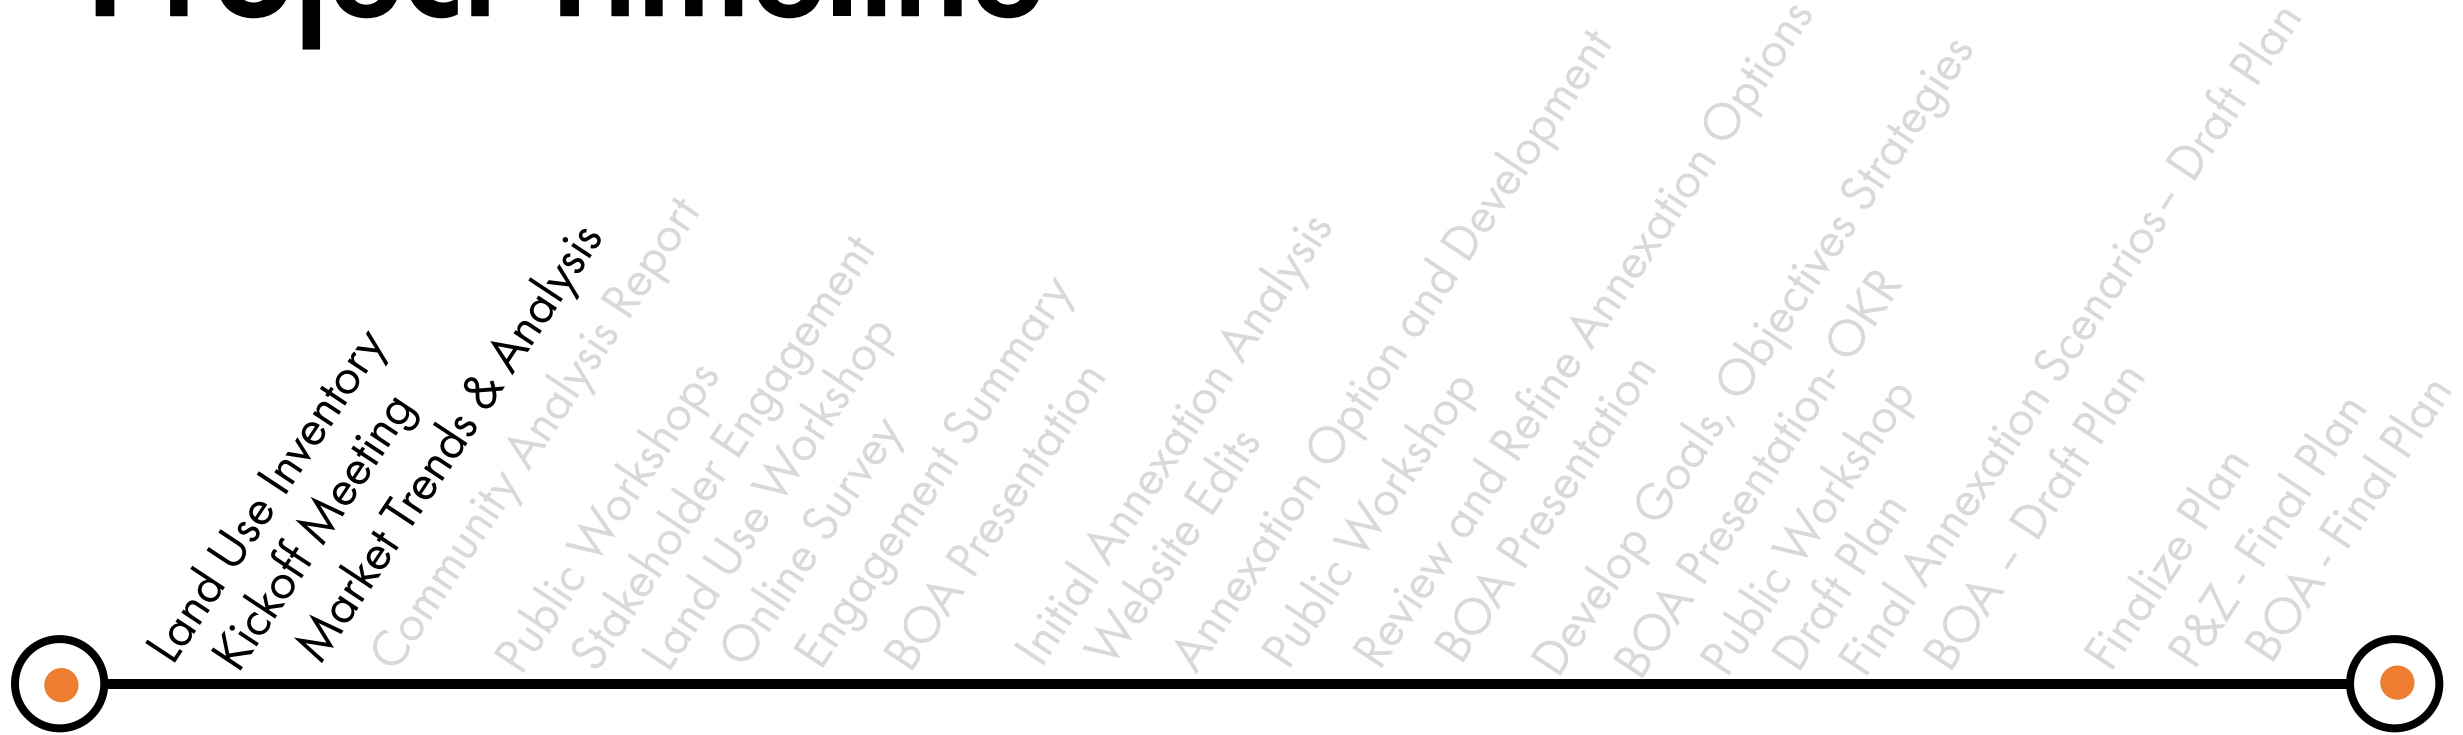 Project Timeline
Land Use Inventory
Kickoff Meeting
Market Trends & Analysis
Community Analysis Report
Public Workshops
Stakeholder Engagement
Land Use Workshop
Online Survey
Engagement Summary
BOA Presentation
Initial Annexation Analysis
Website Edits
Annexation Option and Development
Public Workshop
Review and Refine Annexation Options
BOA Presentation
Develop Goals, Objectives Strategies
BOA Presentation- OKR
Public Workshop
Draft Plan
Final Annexation Scenarios– Draft Plan
BOA – Draft Plan
Finalize Plan
P&Z - Final Plan
BOA - Final Plan